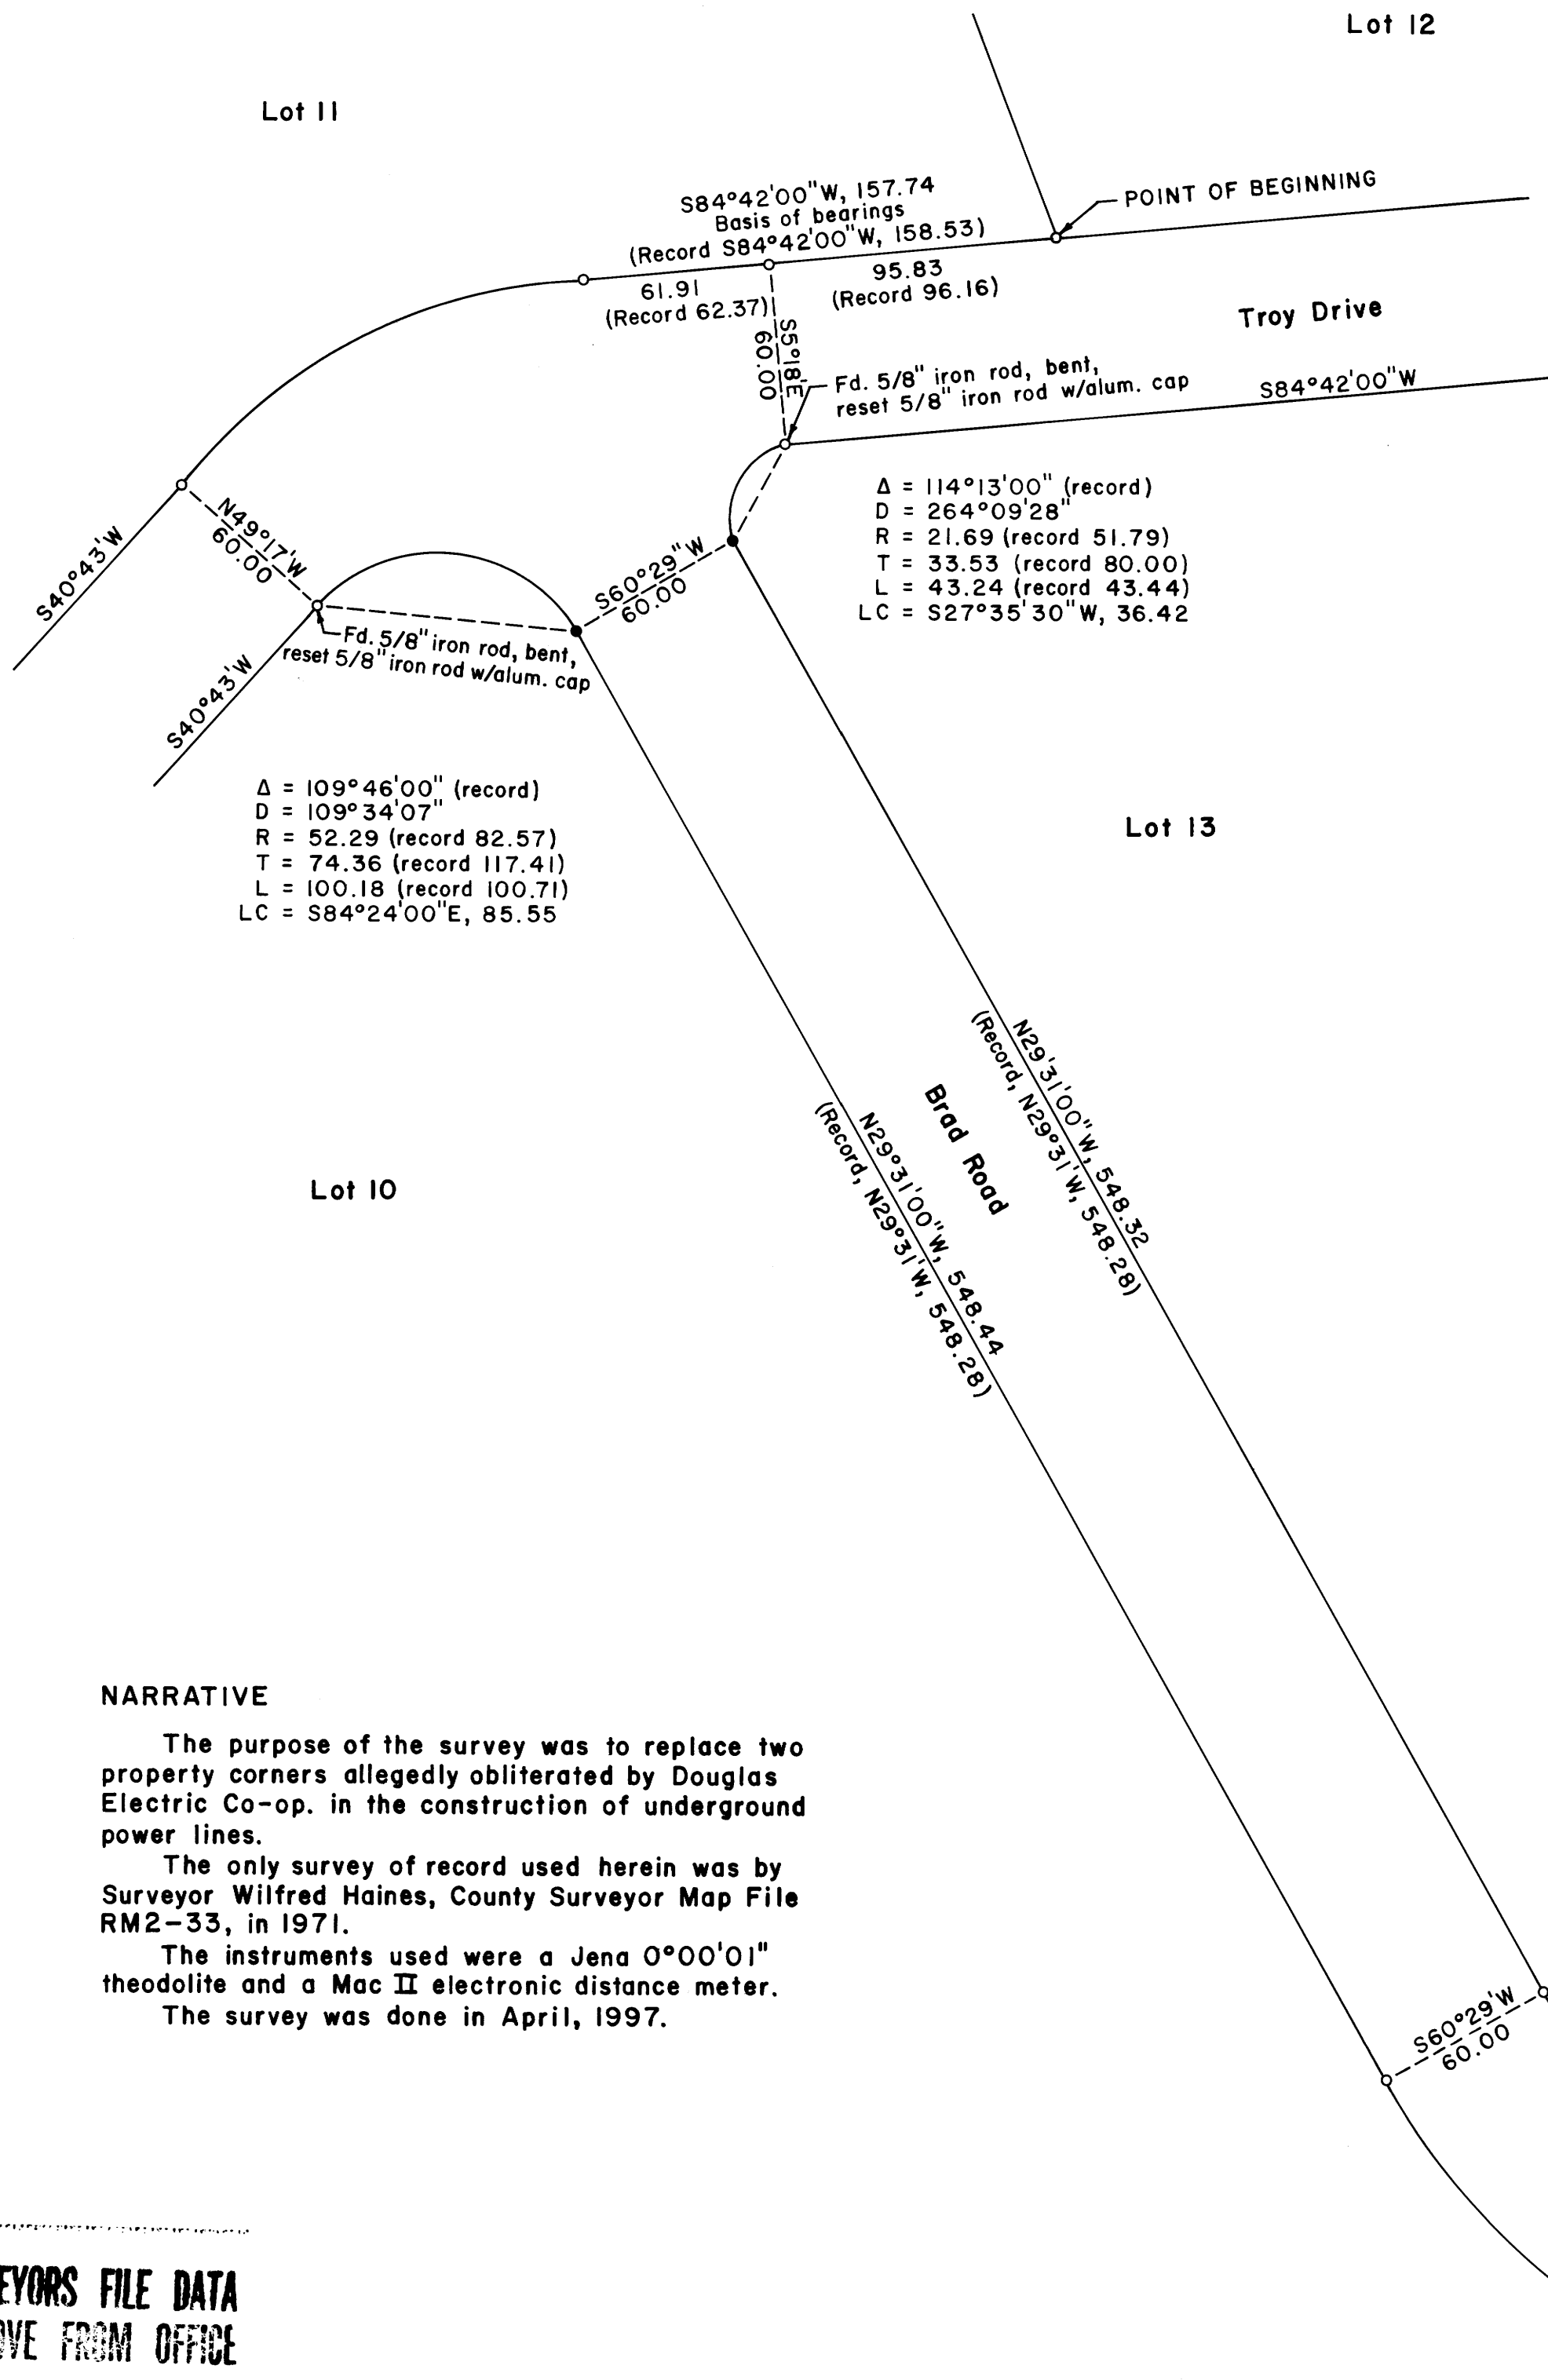 Lot 12
Lot 11
S84°42'00"W, 157.74
Basis of bearings
(Record S84°42'00"W, 158.53)
POINT OF BEGINNING
61.91
(Record 62.37)
95.83
(Record 96.16)
Troy Drive
S5°18'E
60.00
Fd. 5/8" iron rod, bent,
reset 5/8" iron rod w/alum. cap
S84°42'00"W
Δ = 114°13'00" (record)
D = 264°09'28"
R = 21.69 (record 51.79)
T = 33.53 (record 80.00)
L = 43.24 (record 43.44)
LC = S27°35'30"W, 36.42
N49°17'W
60.00
S40°43'W
S60°29"W
60.00
Fd. 5/8" iron rod, bent,
reset 5/8" iron rod w/alum. cap
S40°43'W
Δ = 109°46'00" (record)
D = 109°34'07"
R = 52.29 (record 82.57)
T = 74.36 (record 117.41)
L = 100.18 (record 100.71)
LC = S84°24'00"E, 85.55
Lot 13
N29'31'00"W, 548.32
(Record, N29°31'W, 548.28)
Brad Road
N29°31'00"W, 548.44
(Record, N29°31'W, 548.28)
Lot 10
NARRATIVE
The purpose of the survey was to replace two
property corners allegedly obliterated by Douglas
Electric Co-op. in the construction of underground
power lines.
The only survey of record used herein was by
Surveyor Wilfred Haines, County Surveyor Map File
RM2-33, in 1971.
The instruments used were a Jena 0°00'01"
theodolite and a Mac II electronic distance meter.
The survey was done in April, 1997.
S60°29'W
60.00
EYORS FILE DATA
OVE FROM OFFICE